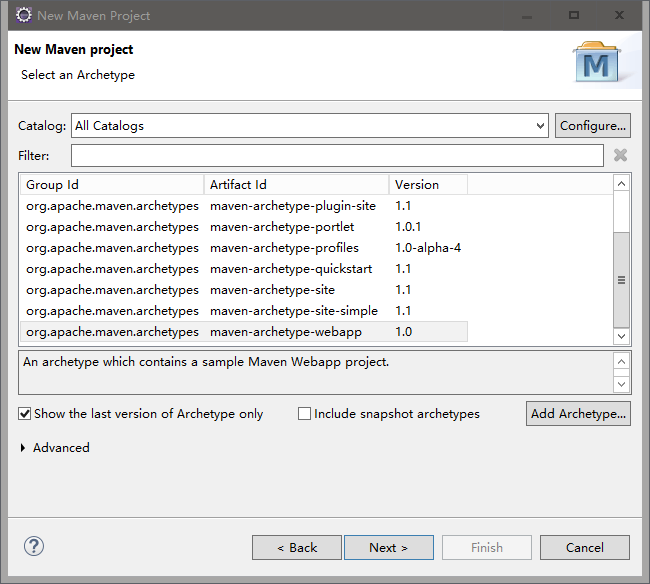 New Maven Project
New Maven project
Select an Archetype
M
Catalog: All Catalogs Configure...
Filter:
Group Id Artifact Id Version
org.apache.maven.archetypes maven-archetype-plugin-site 1.1
org.apache.maven.archetypes maven-archetype-portlet 1.0.1
org.apache.maven.archetypes maven-archetype-profiles 1.0-alpha-4
org.apache.maven.archetypes maven-archetype-quickstart 1.1
org.apache.maven.archetypes maven-archetype-site 1.1
org.apache.maven.archetypes maven-archetype-site-simple 1.1
org.apache.maven.archetypes maven-archetype-webapp 1.0
An archetype which contains a sample Maven Webapp project.
Show the last version of Archetype only Include snapshot archetypes Add Archetype...
Advanced
? < Back Next > Finish Cancel